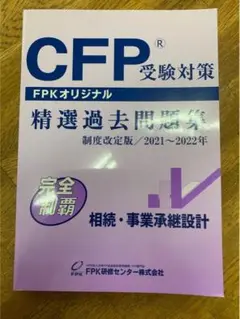 CFP® 受験対策
FPKオリジナル
精選過去問題集
制度改定版／2021～2022年
完全制覇
相続・事業承継設計
FPK研修センター株式会社